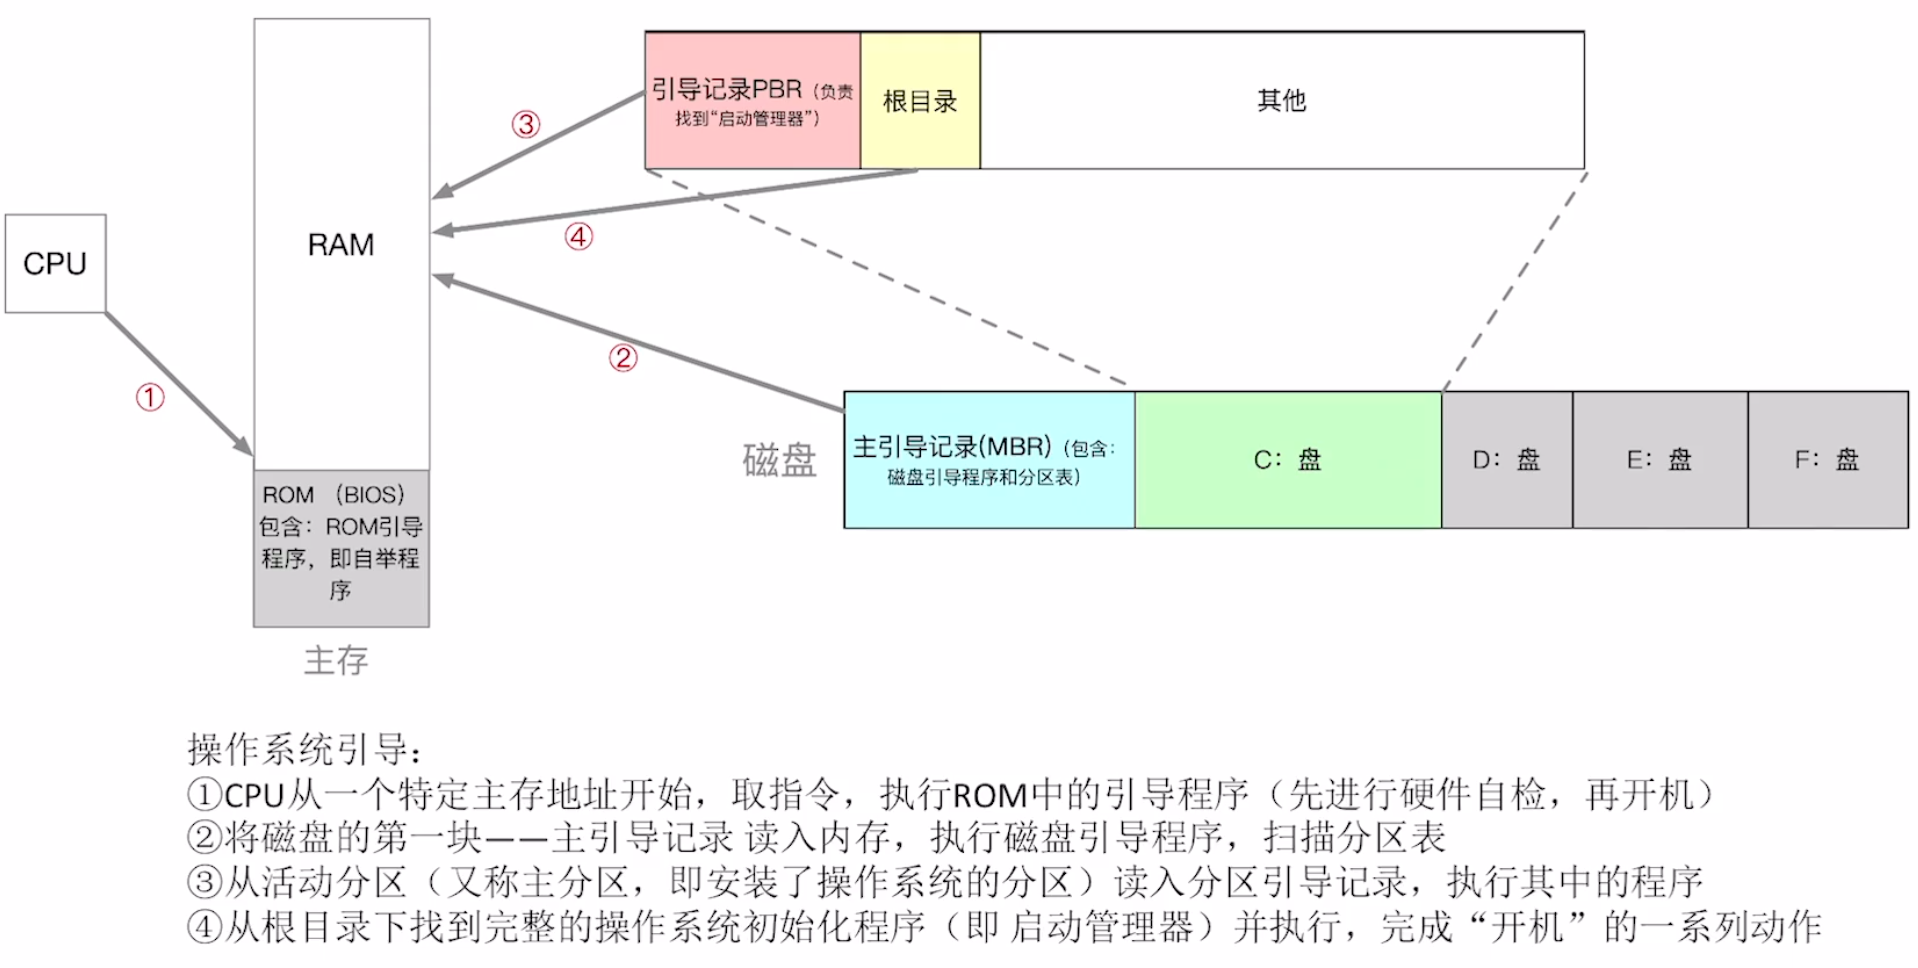 引导记录PBR（负责
找到“启动管理器”）
根目录
其他
③
④
RAM
CPU
②
①
磁盘
主引导记录(MBR)（包含：
磁盘引导程序和分区表）
C：盘
D：盘
E：盘
F：盘
ROM （BIOS）
包含：ROM引导
程序，即自举程
序
主存
操作系统引导：
①CPU从一个特定主存地址开始，取指令，执行ROM中的引导程序（先进行硬件自检，再开机）
②将磁盘的第一块——主引导记录 读入内存，执行磁盘引导程序，扫描分区表
③从活动分区（又称主分区，即安装了操作系统的分区）读入分区引导记录，执行其中的程序
④从根目录下找到完整的操作系统初始化程序（即 启动管理器）并执行，完成“开机”的一系列动作